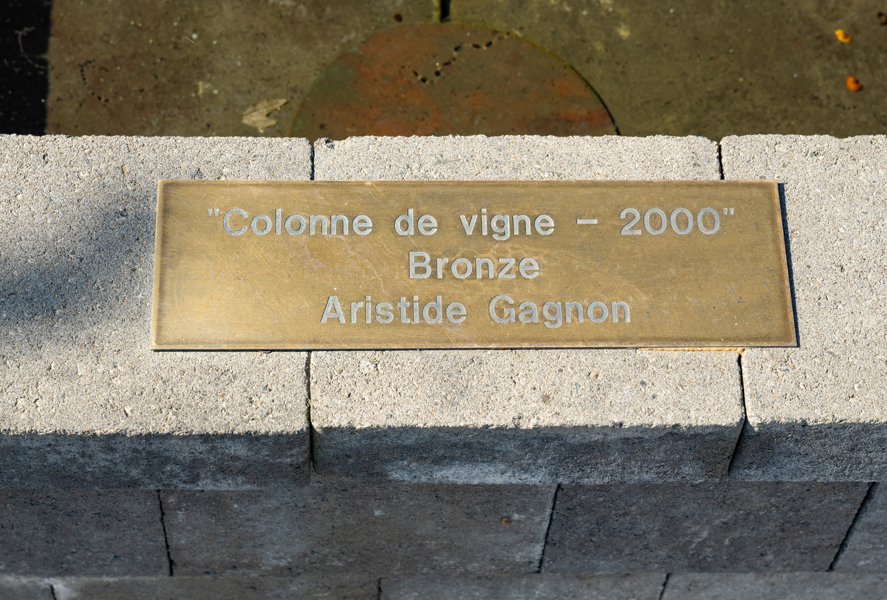 "Colonne de vigne - 2000"
Bronze
Aristide Gagnon